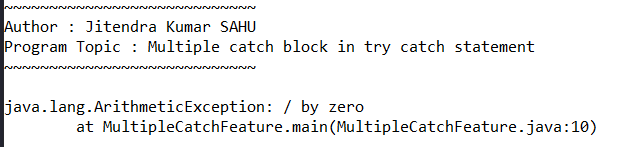 ~~~~~~~~~~~~~~~~~~~~~~~~~~~~
Author : Jitendra Kumar SAHU
Program Topic : Multiple catch block in try catch statement
~~~~~~~~~~~~~~~~~~~~~~~~~~~~
java.lang.ArithmeticException: / by zero
        at MultipleCatchFeature.main(MultipleCatchFeature.java:10)